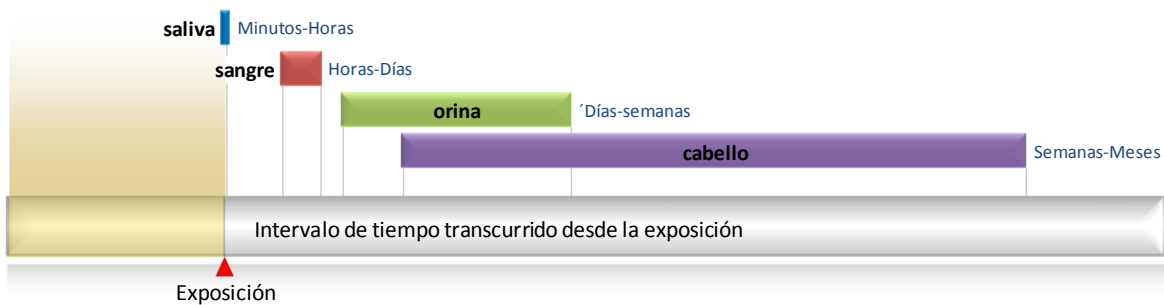 saliva Minutos-Horas
sangre Horas-Días
orina ´Días-semanas
cabello Semanas-Meses
Intervalo de tiempo transcurrido desde la exposición
Exposición